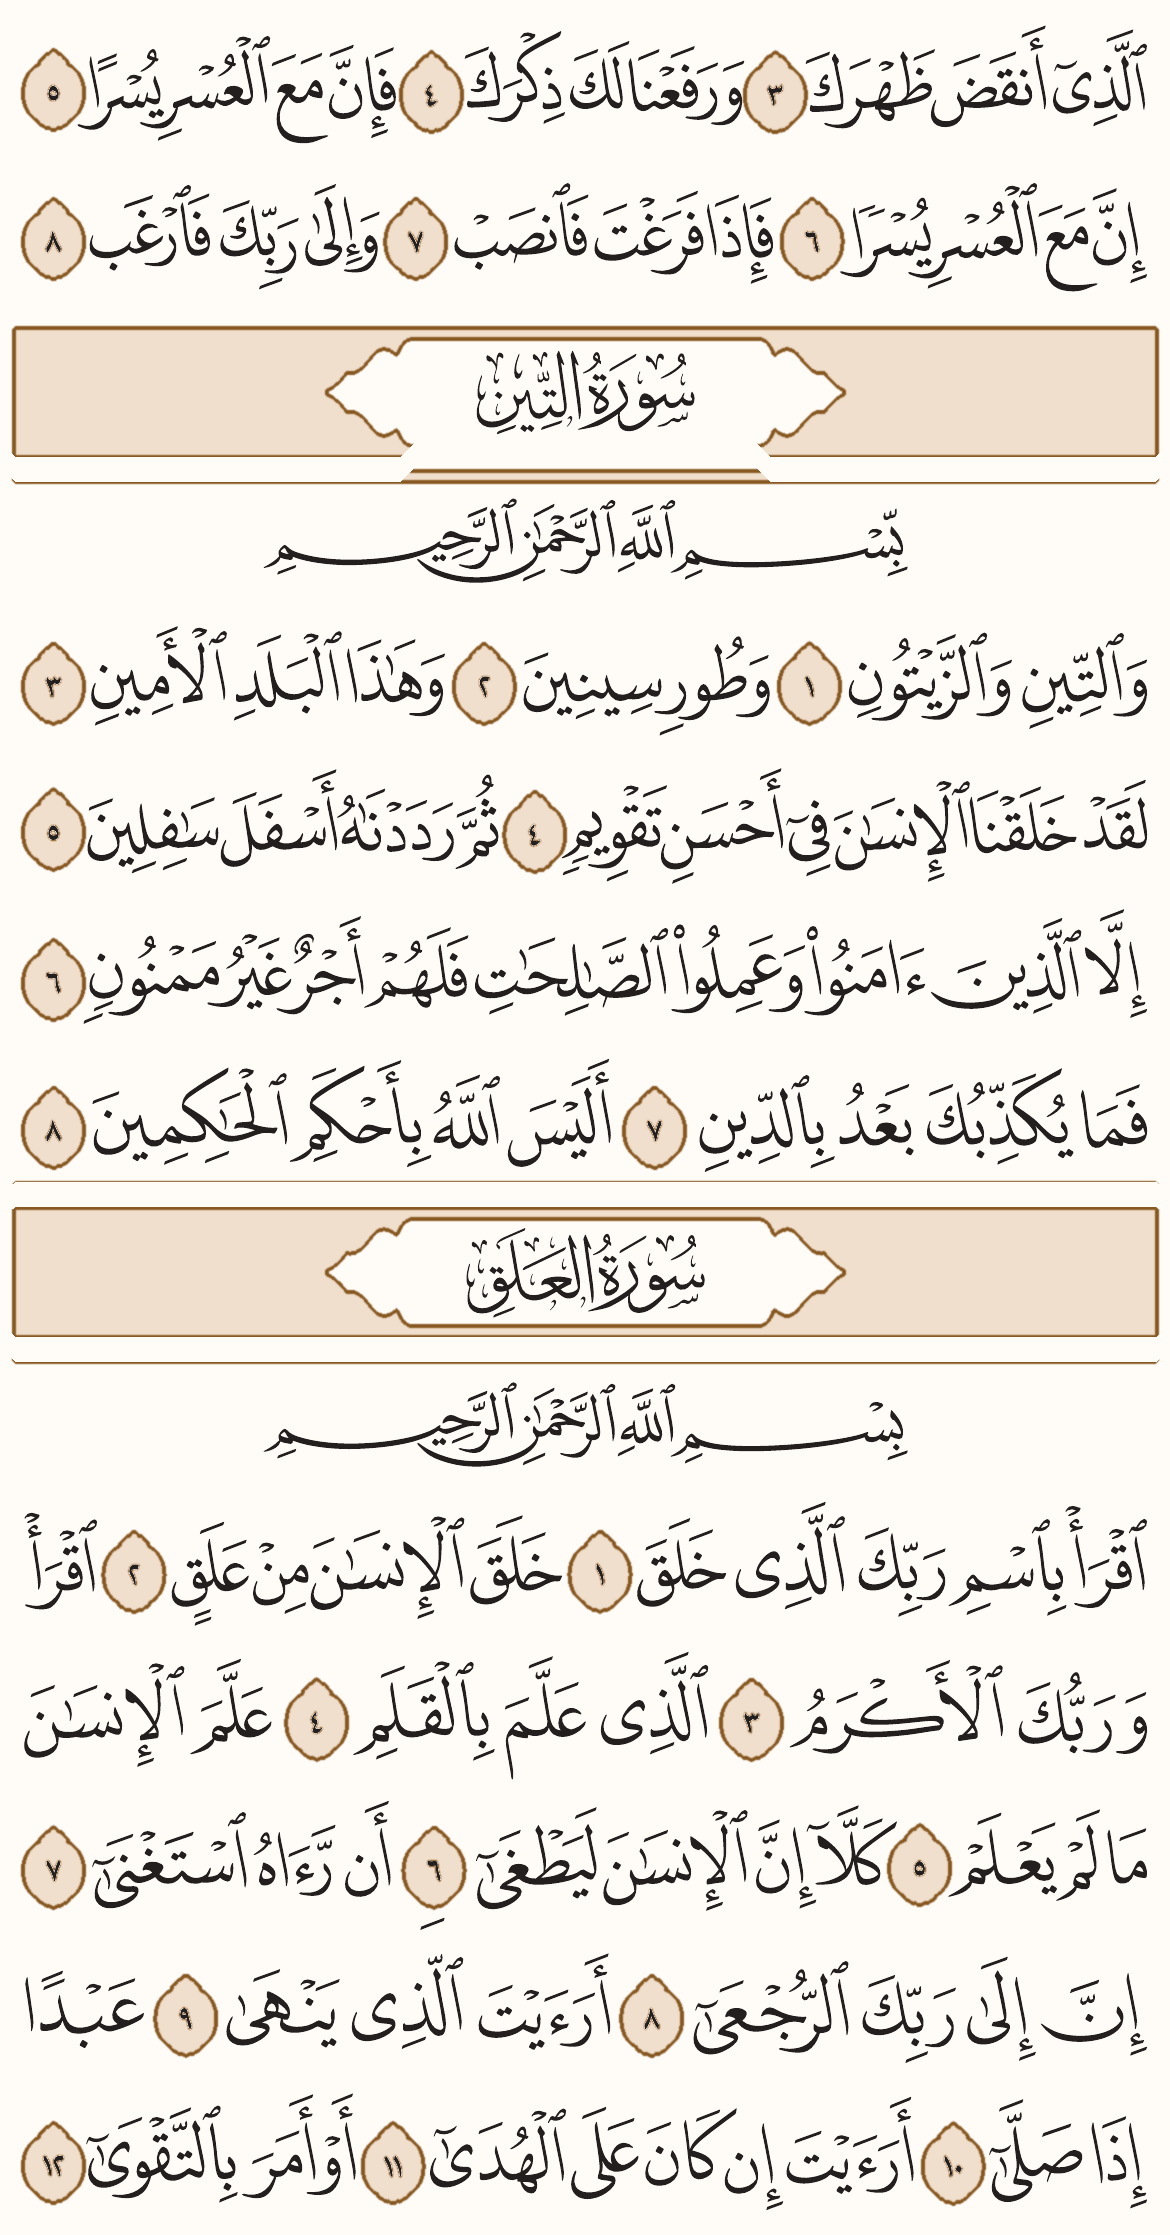 ٱلَّذِىٓ أَنقَضَ ظَهْرَكَ ٣ وَرَفَعْنَا لَكَ ذِكْرَكَ ٤ فَإِنَّ مَعَ ٱلْعُسْرِ يُسْرًا ٥
إِنَّ مَعَ ٱلْعُسْرِ يُسْرًا ٦ فَإِذَا فَرَغْتَ فَٱنصَبْ ٧ وَإِلَىٰ رَبِّكَ فَٱرْغَب ٨
سُورَةُ التِّينِ
بِّسْمِ ٱللَّهِ ٱلرَّحْمَٰنِ ٱلرَّحِيمِ
وَٱلتِّينِ وَٱلزَّيْتُونِ ١ وَطُورِ سِينِينَ ٢ وَهَٰذَا ٱلْبَلَدِ ٱلْأَمِينِ ٣
لَقَدْ خَلَقْنَا ٱلْإِنسَٰنَ فِىٓ أَحْسَنِ تَقْوِيمٍ ٤ ثُمَّ رَدَدْنَٰهُ أَسْفَلَ سَٰفِلِينَ ٥
إِلَّا ٱلَّذِينَ ءَامَنُوا۟ وَعَمِلُوا۟ ٱلصَّٰلِحَٰتِ فَلَهُمْ أَجْرٌ غَيْرُ مَمْنُونٍ ٦
فَمَا يُكَذِّبُكَ بَعْدُ بِٱلدِّينِ ٧ أَلَيْسَ ٱللَّهُ بِأَحْكَمِ ٱلْحَٰكِمِينَ ٨
سُورَةُ العَلَقِ
بِسْمِ ٱللَّهِ ٱلرَّحْمَٰنِ ٱلرَّحِيمِ
ٱقْرَأْ بِٱسْمِ رَبِّكَ ٱلَّذِى خَلَقَ ١ خَلَقَ ٱلْإِنسَٰنَ مِنْ عَلَقٍ ٢ ٱقْرَأْ
وَرَبُّكَ ٱلْأَكْرَمُ ٣ ٱلَّذِى عَلَّمَ بِٱلْقَلَمِ ٤ عَلَّمَ ٱلْإِنسَٰنَ
مَا لَمْ يَعْلَمْ ٥ كَلَّآ إِنَّ ٱلْإِنسَٰنَ لَيَطْغَىٰٓ ٦ أَن رَّءَاهُ ٱسْتَغْنَىٰٓ ٧
إِنَّ إِلَىٰ رَبِّكَ ٱلرُّجْعَىٰٓ ٨ أَرَءَيْتَ ٱلَّذِى يَنْهَىٰ ٩ عَبْدًا
إِذَا صَلَّىٰٓ ١٠ أَرَءَيْتَ إِن كَانَ عَلَى ٱلْهُدَىٰٓ ١١ أَوْ أَمَرَ بِٱلتَّقْوَىٰٓ ١٢